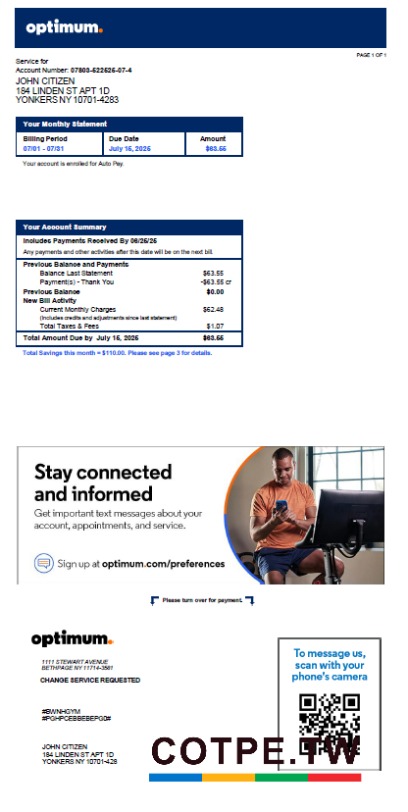 optimum.
PAGE 1 OF 1
Service for
Account Number: 07803-522525-07-4
JOHN CITIZEN
184 LINDEN ST APT 1D
YONKERS NY 10701-4283
Your Monthly Statement
Billing Period Due Date Amount
07/01 - 07/31 July 15, 2025 $63.55
Your account is enrolled for Auto Pay.
Your Account Summary
Includes Payments Received By 06/25/25
Any payments and other activities after this date will be on the next bill.
Previous Balance and Payments
Balance Last Statement $63.55
Payment(s) - Thank You -$63.55 cr
Previous Balance $0.00
New Bill Activity
Current Monthly Charges $62.48
(Includes credits and adjustments since last statement)
Total Taxes & Fees $1.07
Total Amount Due by July 15, 2025 $63.55
Total Savings this month = $110.00. Please see page 3 for details.
Stay connected
and informed
Get important text messages about your
account, appointments, and service.
Sign up at optimum.com/preferences
Please turn over for payment.
optimum.
1111 STEWART AVENUE
BETHPAGE NY 11714-3581
CHANGE SERVICE REQUESTED
To message us,
scan with your
phone's camera
#BWNHGYM
JOHN CITIZEN
184 LINDEN ST APT 1D
YONKERS NY 10701-428
COTPE.TW